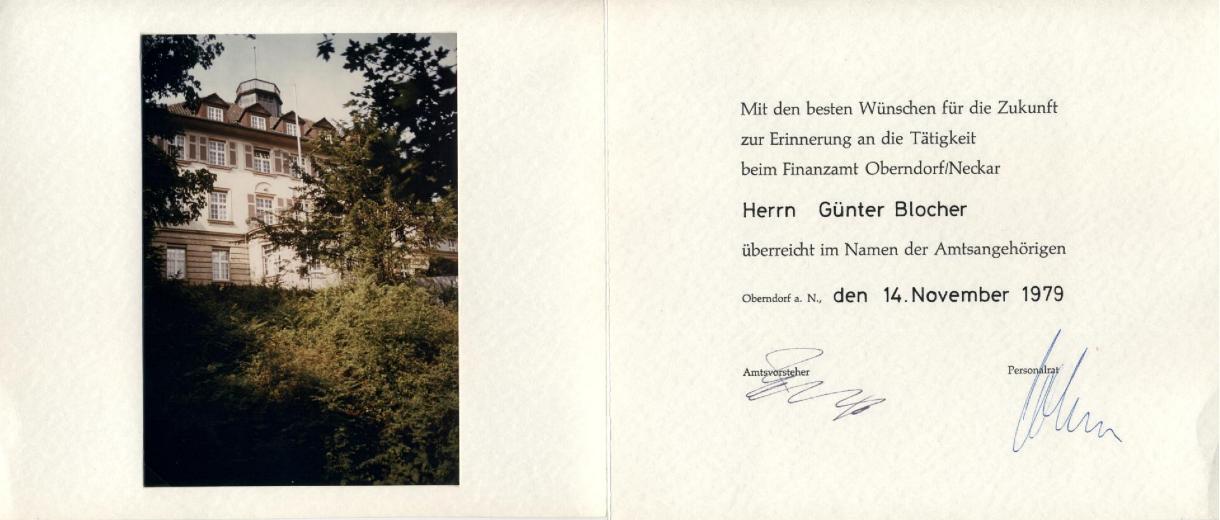 Mit den besten Wünschen für die Zukunft
zur Erinnerung an die Tätigkeit
beim Finanzamt Oberndorf/Neckar
Herrn Günter Blocher
überreicht im Namen der Amtsangehörigen
Oberndorf a. N., den 14. November 1979
Amtsvorsteher Personalrat